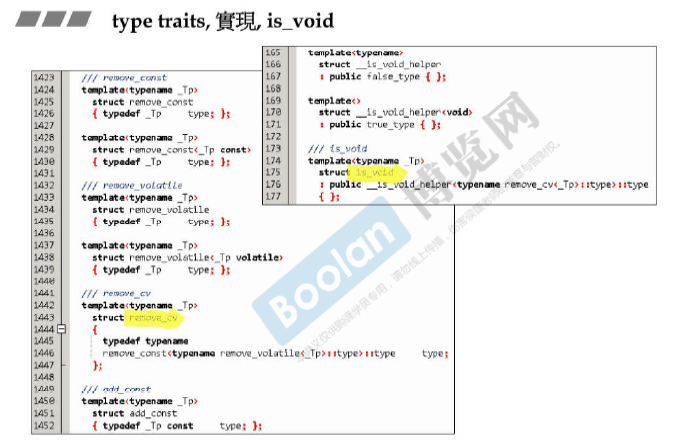 type traits, 實現, is_void
1423 /// remove_const
1424 template<typename _Tp>
1425 struct remove_const
1426 { typedef _Tp type; };
1427
1428 template<typename _Tp>
1429 struct remove_const<_Tp const>
1430 { typedef _Tp type; };
1431
1432 /// remove_volatile
1433 template<typename _Tp>
1434 struct remove_volatile
1435 { typedef _Tp type; };
1436
1437 template<typename _Tp>
1438 struct remove_volatile<_Tp volatile>
1439 { typedef _Tp type; };
1440
1441 /// remove_cv
1442 template<typename _Tp>
1443 struct remove_cv
1444 {
1445 typedef typename
1446 remove_const<typename remove_volatile<_Tp>::type>::type type;
1447 };
1448
1449 /// add_const
1450 template<typename _Tp>
1451 struct add_const
1452 { typedef _Tp const type; };
165 template<typename>
166 struct __is_void_helper
167 : public false_type { };
168
169 template<>
170 struct __is_void_helper<void>
171 : public true_type { };
172
173 /// is_void
174 template<typename _Tp>
175 struct is_void
176 : public __is_void_helper<typename remove_cv<_Tp>::type>::type
177 { };
Boolan 博览网